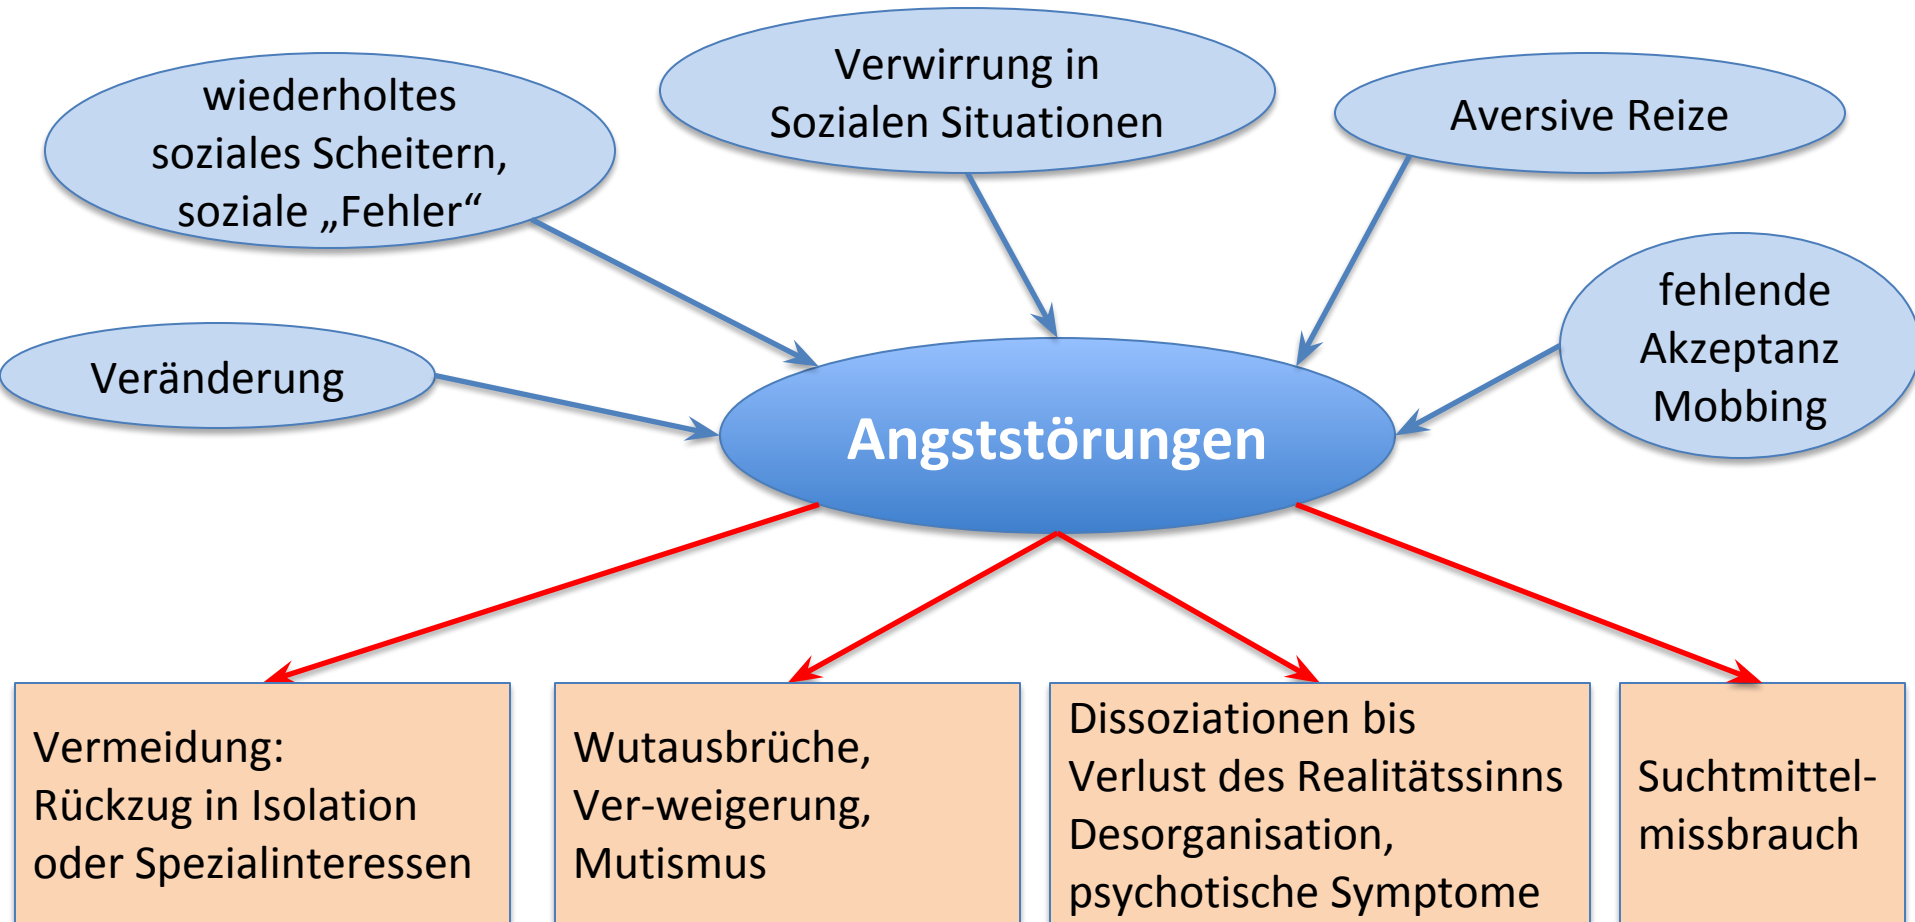 wiederholtes
soziales Scheitern,
soziale „Fehler“
Verwirrung in
Sozialen Situationen
Aversive Reize
fehlende
Akzeptanz
Mobbing
Veränderung
Angststörungen
Vermeidung:
Rückzug in Isolation
oder Spezialinteressen
Wutausbrüche,
Ver-weigerung,
Mutismus
Dissoziationen bis
Verlust des Realitätssinns
Desorganisation,
psychotische Symptome
Suchtmittel-
missbrauch